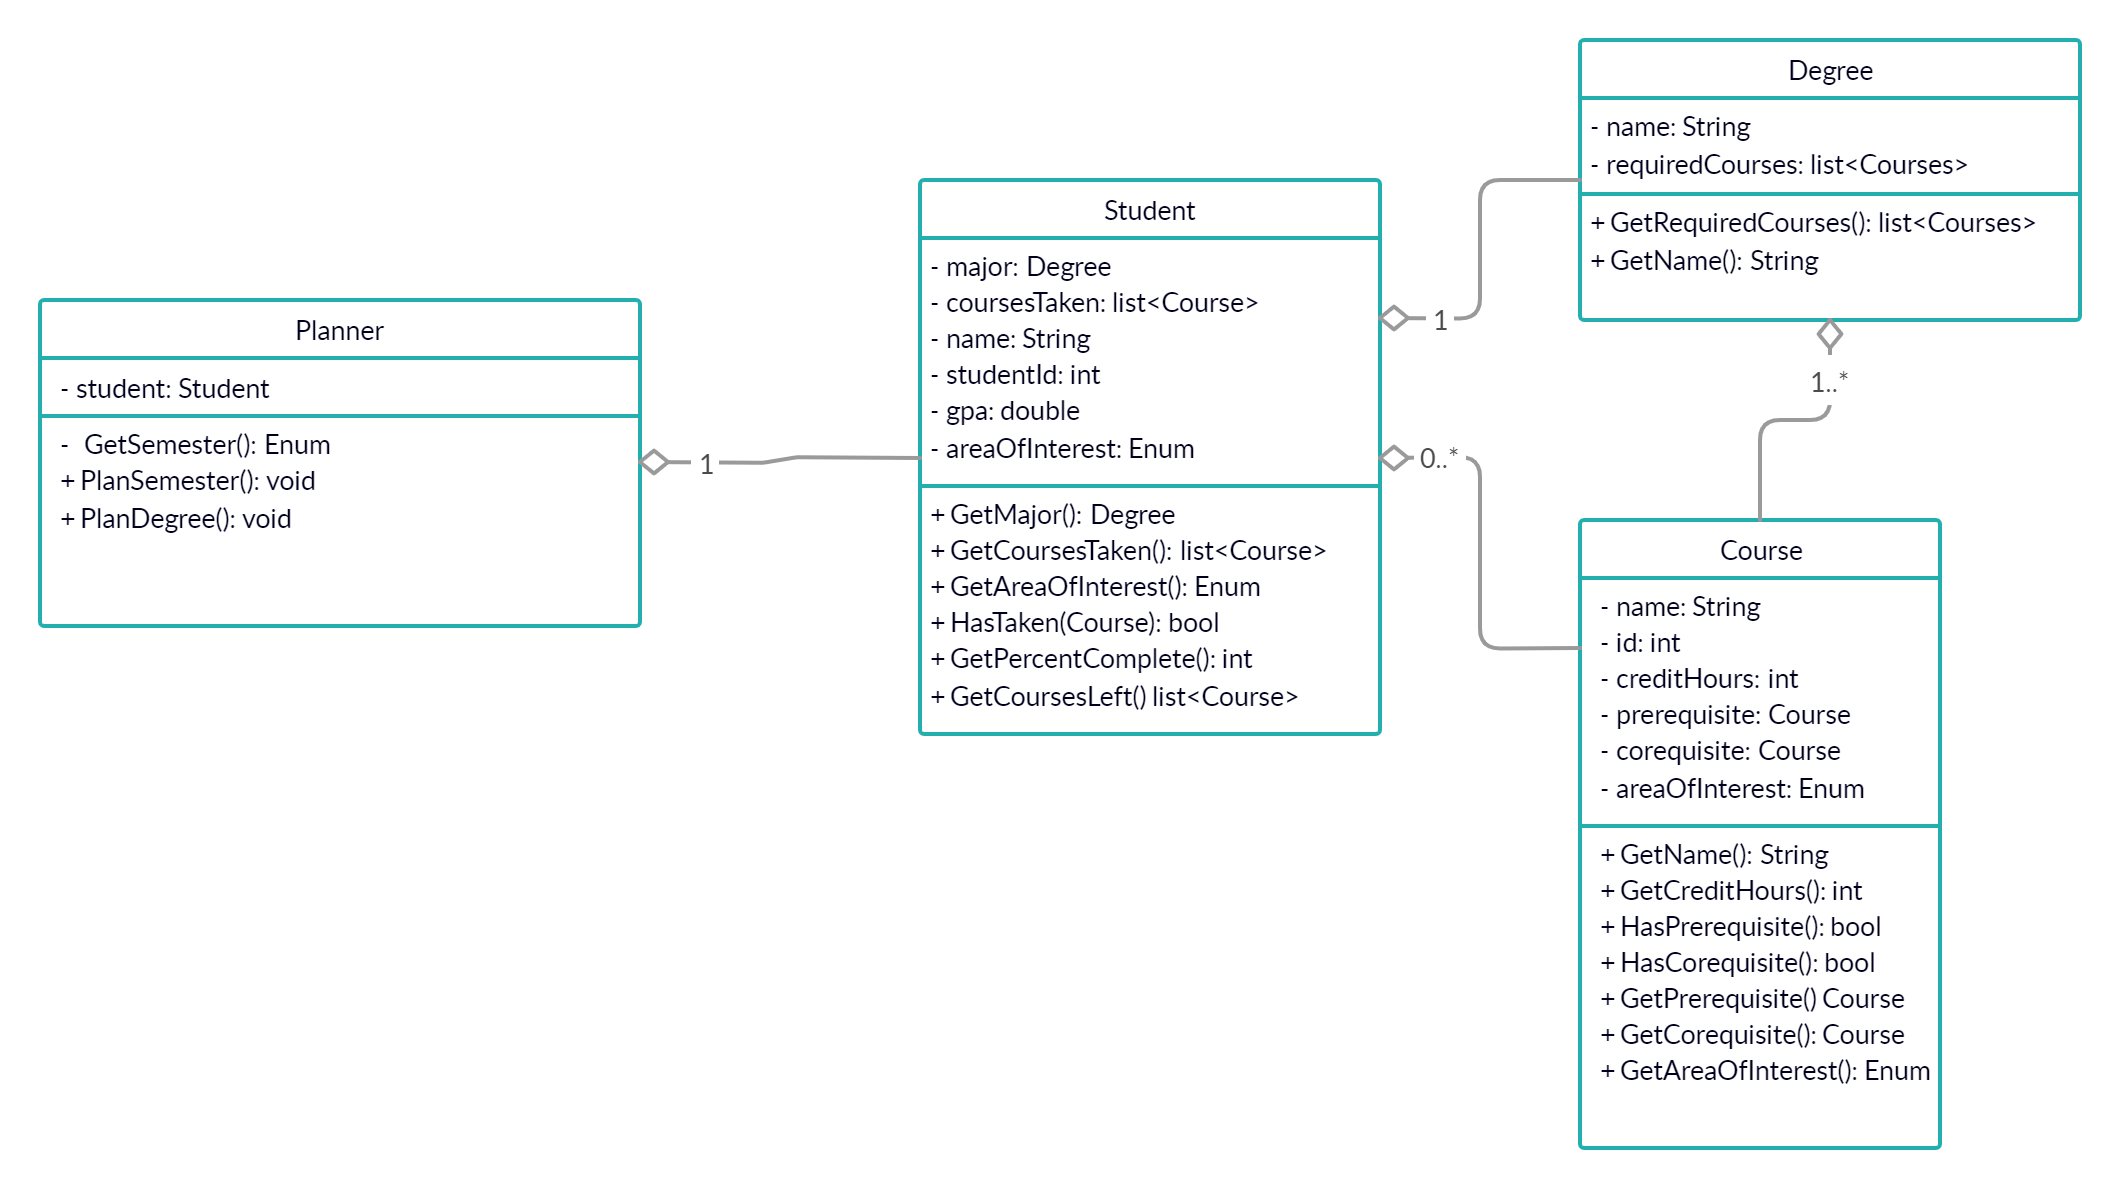 Planner
- student: Student
- GetSemester(): Enum
+ PlanSemester(): void
+ PlanDegree(): void
1
Student
- major: Degree
- coursesTaken: list<Course>
- name: String
- studentId: int
- gpa: double
- areaOfInterest: Enum
+ GetMajor(): Degree
+ GetCoursesTaken(): list<Course>
+ GetAreaOfInterest(): Enum
+ HasTaken(Course): bool
+ GetPercentComplete(): int
+ GetCoursesLeft() list<Course>
1
0..*
Degree
- name: String
- requiredCourses: list<Courses>
+ GetRequiredCourses(): list<Courses>
+ GetName(): String
1..*
Course
- name: String
- id: int
- creditHours: int
- prerequisite: Course
- corequisite: Course
- areaOfInterest: Enum
+ GetName(): String
+ GetCreditHours(): int
+ HasPrerequisite(): bool
+ HasCorequisite(): bool
+ GetPrerequisite() Course
+ GetCorequisite(): Course
+ GetAreaOfInterest(): Enum